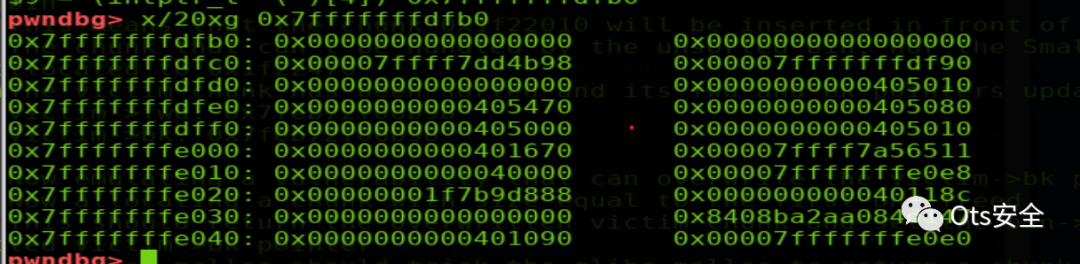 pwndbg> x/20xg 0x7fffffffdfb0
0x7fffffffdfb0: 0x0000000000000000 0x0000000000000000
0x7fffffffdfc0: 0x00007ffff7dd4b98 0x00007fffffffdf90
0x7fffffffdfd0: 0x0000000000000000 0x0000000000405010
0x7fffffffdfe0: 0x0000000000405470 0x0000000000405080
0x7fffffffdff0: 0x0000000000405000 0x0000000000405010
0x7fffffffe000: 0x0000000000401670 0x00007ffff7a56511
0x7fffffffe010: 0x0000000000040000 0x00007fffffffe0e8
0x7fffffffe020: 0x00000001f7b9d888 0x000000000040118c
0x7fffffffe030: 0x0000000000000000
0x7fffffffe040: 0x0000000000401090 0x00007fffffffe0e0
pwndbg>
Ots安全